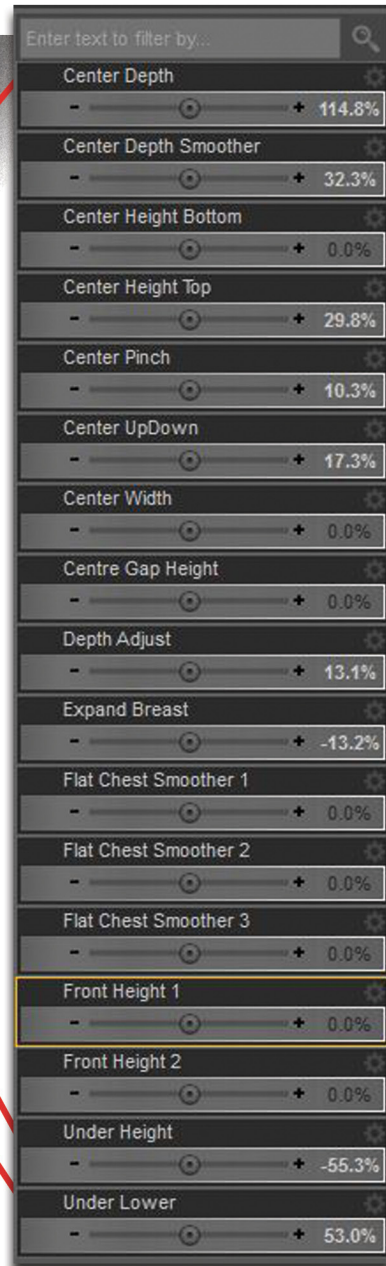 Enter text to filter by...
Center Depth
- + 114.8%
Center Depth Smoother
- + 32.3%
Center Height Bottom
- + 0.0%
Center Height Top
- + 29.8%
Center Pinch
- + 10.3%
Center UpDown
- + 17.3%
Center Width
- + 0.0%
Centre Gap Height
- + 0.0%
Depth Adjust
- + 13.1%
Expand Breast
- + -13.2%
Flat Chest Smoother 1
- + 0.0%
Flat Chest Smoother 2
- + 0.0%
Flat Chest Smoother 3
- + 0.0%
Front Height 1
- + 0.0%
Front Height 2
- + 0.0%
Under Height
- + -55.3%
Under Lower
- + 53.0%